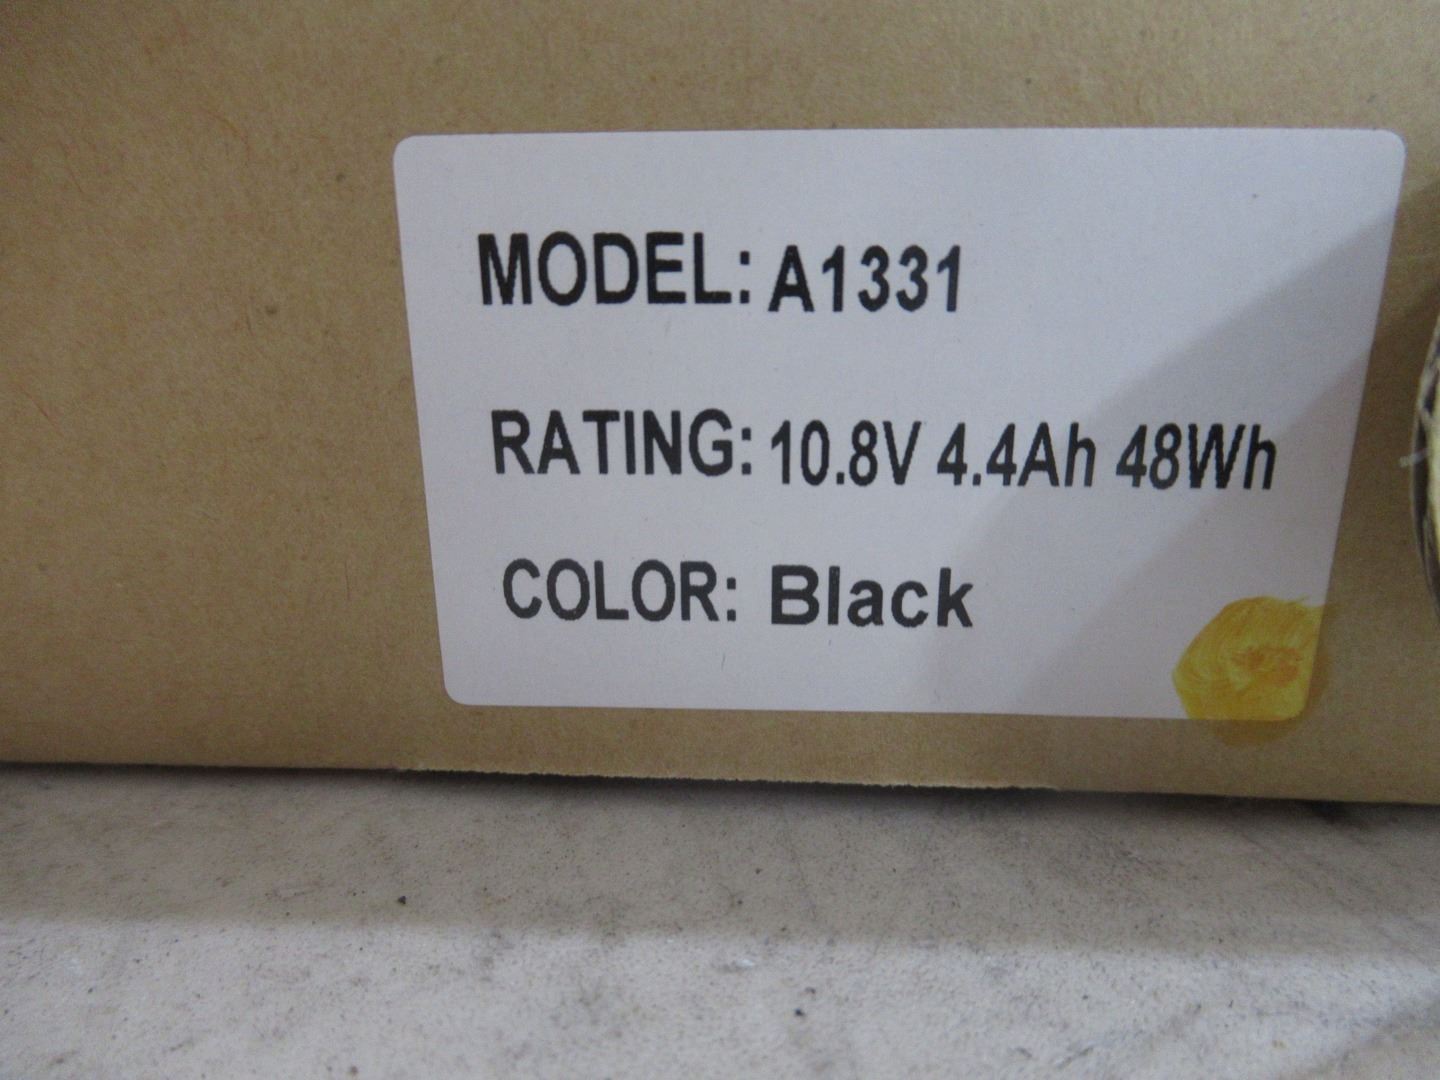 MODEL: A1331
RATING: 10.8V 4.4Ah 48Wh
COLOR: Black